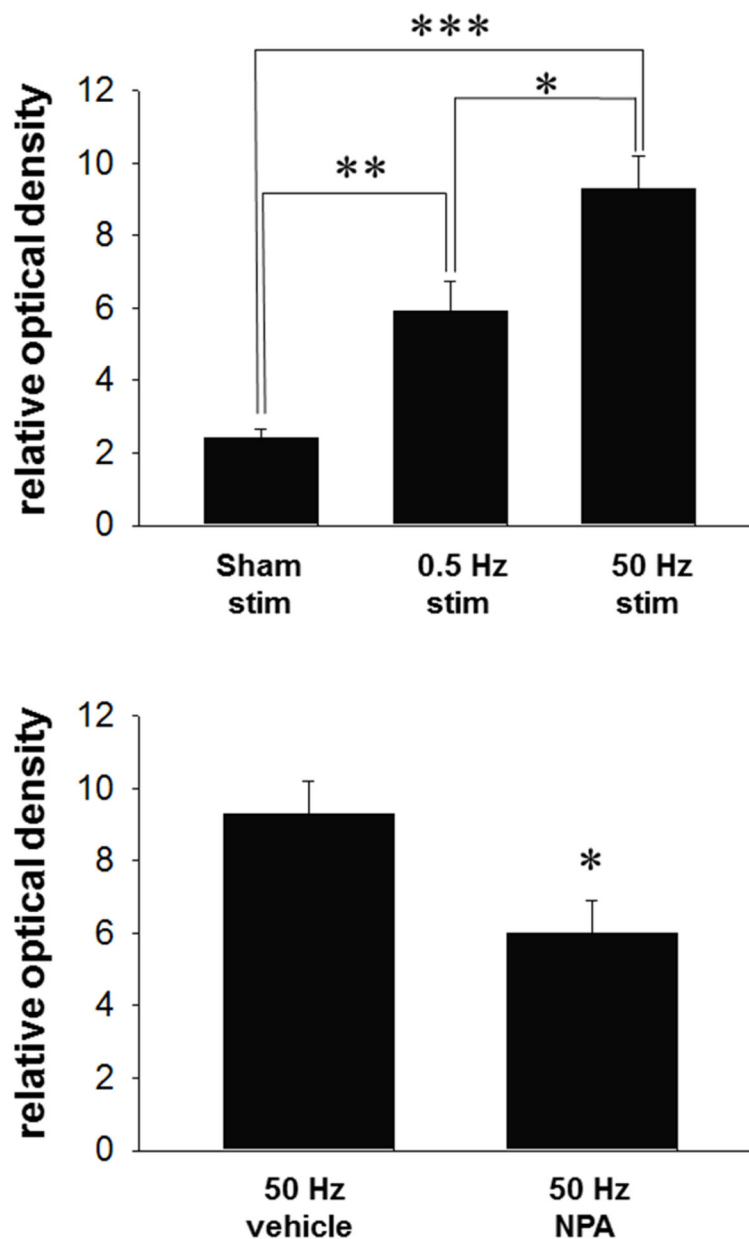 ***
*
**
relative optical density
12
10
8
6
4
2
0
Sham
stim
0.5 Hz
stim
50 Hz
stim
relative optical density
12
10
8
6
4
2
0
*
50 Hz
vehicle
50 Hz
NPA